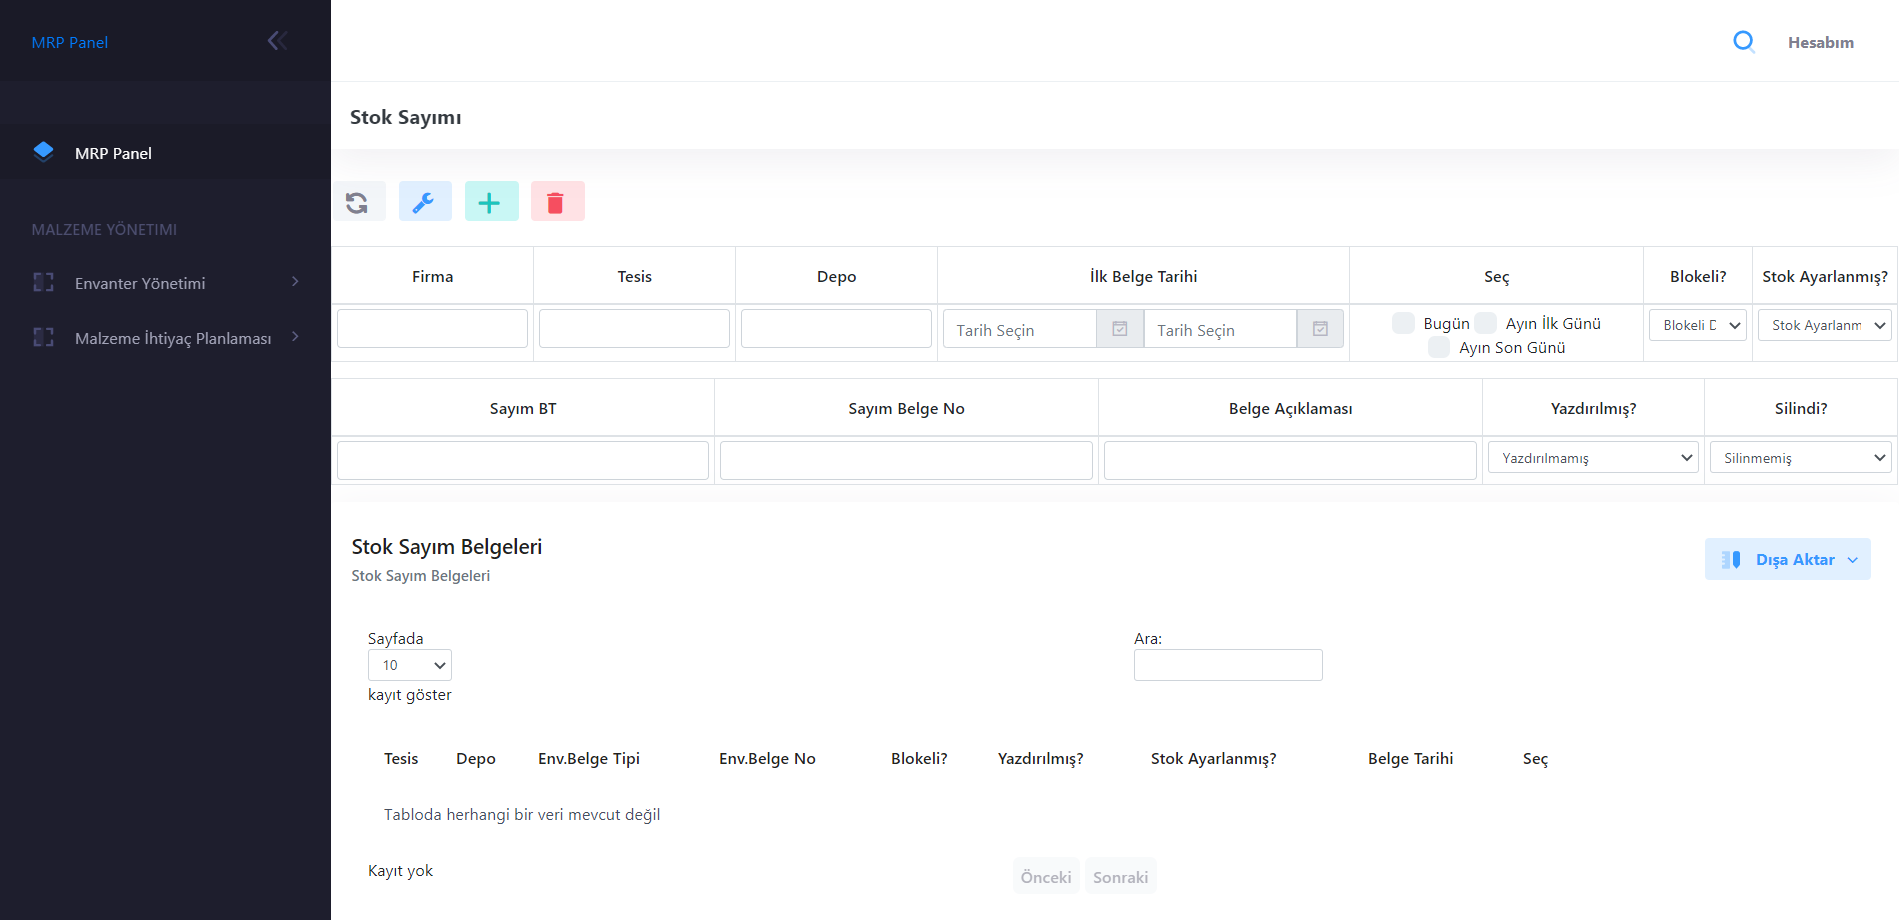 MRP Panel
Hesabım
Stok Sayımı
MRP Panel
MALZEME YÖNETIMI
Envanter Yönetimi
Malzeme İhtiyaç Planlaması
Firma Tesis Depo İlk Belge Tarihi Seç Blokeli? Stok Ayarlanmış?
Tarih Seçin Tarih Seçin Bugün Ayın İlk Günü Blokeli D Stok Ayarlanm
Ayın Son Günü
Sayım BT Sayım Belge No Belge Açıklaması Yazdırılmış? Silindi?
Yazdırılmamış Silinmemiş
Stok Sayım Belgeleri
Stok Sayım Belgeleri
Dışa Aktar
Sayfada
10
kayıt göster
Ara:
Tesis Depo Env.Belge Tipi Env.Belge No Blokeli? Yazdırılmış? Stok Ayarlanmış? Belge Tarihi Seç
Tabloda herhangi bir veri mevcut değil
Kayıt yok
Önceki Sonraki